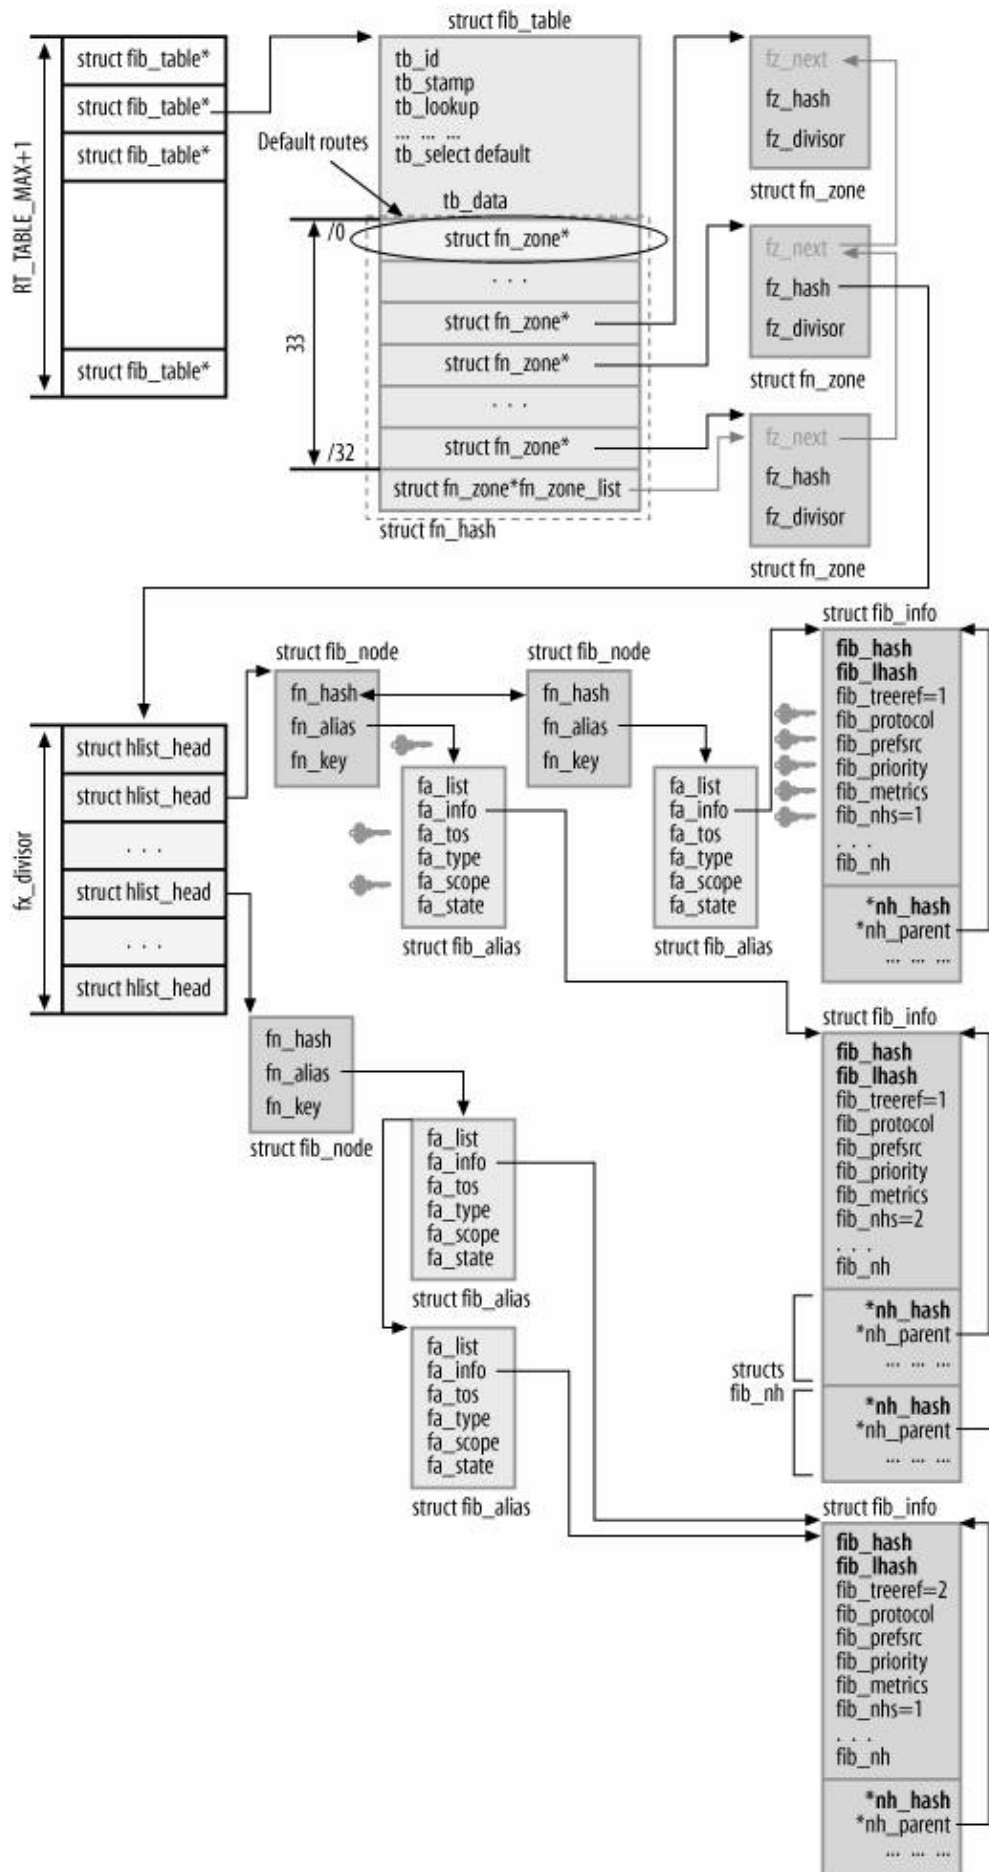 struct fib_table
struct fib_table*
struct fib_table*
struct fib_table*
struct fib_table*
RT_TABLE_MAX+1
tb_id
tb_stamp
tb_lookup
... ... ...
tb_select default
Default routes
tb_data
/0
struct fn_zone*
. . .
struct fn_zone*
struct fn_zone*
. . .
struct fn_zone*
/32
33
struct fn_zone*fn_zone_list
struct fn_hash
fz_next
fz_hash
fz_divisor
struct fn_zone
fz_next
fz_hash
fz_divisor
struct fn_zone
fz_next
fz_hash
fz_divisor
struct fn_zone
fx_divisor
struct hlist_head
struct hlist_head
. . .
struct hlist_head
. . .
struct hlist_head
struct fib_node
fn_hash
fn_alias
fn_key
struct fib_node
fn_hash
fn_alias
fn_key
fa_list
fa_info
fa_tos
fa_type
fa_scope
fa_state
struct fib_alias
fa_list
fa_info
fa_tos
fa_type
fa_scope
fa_state
struct fib_alias
struct fib_info
fib_hash
fib_lhash
fib_treeref=1
fib_protocol
fib_prefsrc
fib_priority
fib_metrics
fib_nhs=1
. . .
fib_nh
*nh_hash
*nh_parent
... ... ...
fn_hash
fn_alias
fn_key
struct fib_node
fa_list
fa_info
fa_tos
fa_type
fa_scope
fa_state
struct fib_alias
fa_list
fa_info
fa_tos
fa_type
fa_scope
fa_state
struct fib_alias
struct fib_info
fib_hash
fib_lhash
fib_treeref=1
fib_protocol
fib_prefsrc
fib_priority
fib_metrics
fib_nhs=2
. . .
fib_nh
structs
fib_nh
*nh_hash
*nh_parent
... ... ...
*nh_hash
*nh_parent
... ... ...
struct fib_info
fib_hash
fib_lhash
fib_treeref=2
fib_protocol
fib_prefsrc
fib_priority
fib_metrics
fib_nhs=1
. . .
fib_nh
*nh_hash
*nh_parent
... ... ...